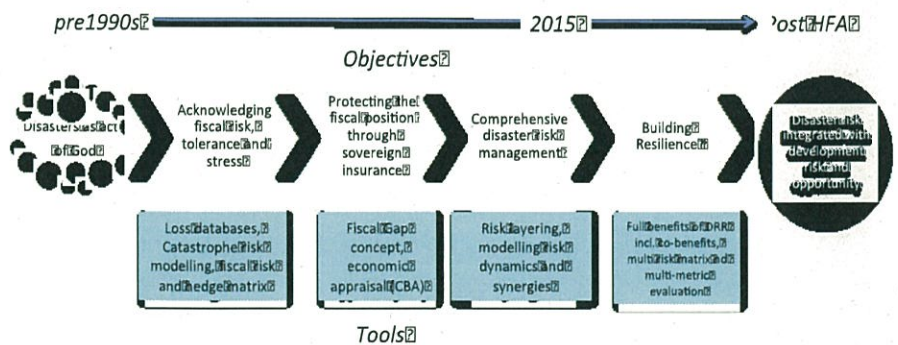 pre1990s
2015
Post HFA
Objectives
Disasters as act
of God
Acknowledging
fiscal risk,
tolerance and
stress
Protecting the
fiscal position
through
sovereign
insurance
Comprehensive
disaster risk
management
Building
Resilience
Disaster risk
integrated with
development
risk and
opportunity
Loss databases,
Catastrophe risk
modelling, fiscal risk
and hedge matrix
Fiscal Gap
concept,
economic
appraisal (CBA)
Risk layering,
modelling risk
dynamics and
synergies
Full benefits of DRR
incl. co-benefits,
multi risk matrix and
multi-metric
evaluation
Tools